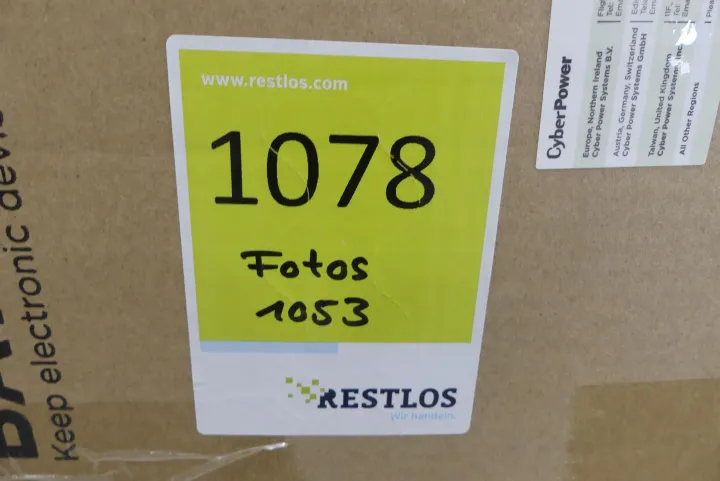 www.restlos.com
1078
Fotos
1053
RESTLOS
Wir handeln.
Keep electronic devi
CyberPower
Europe, Northern Ireland
Cyber Power Systems B.V.
Austria, Germany, Switzerland
Cyber Power Systems GmbH
Taiwan, United Kingdom
Cyber Power Systems, Inc.
All Other Regions